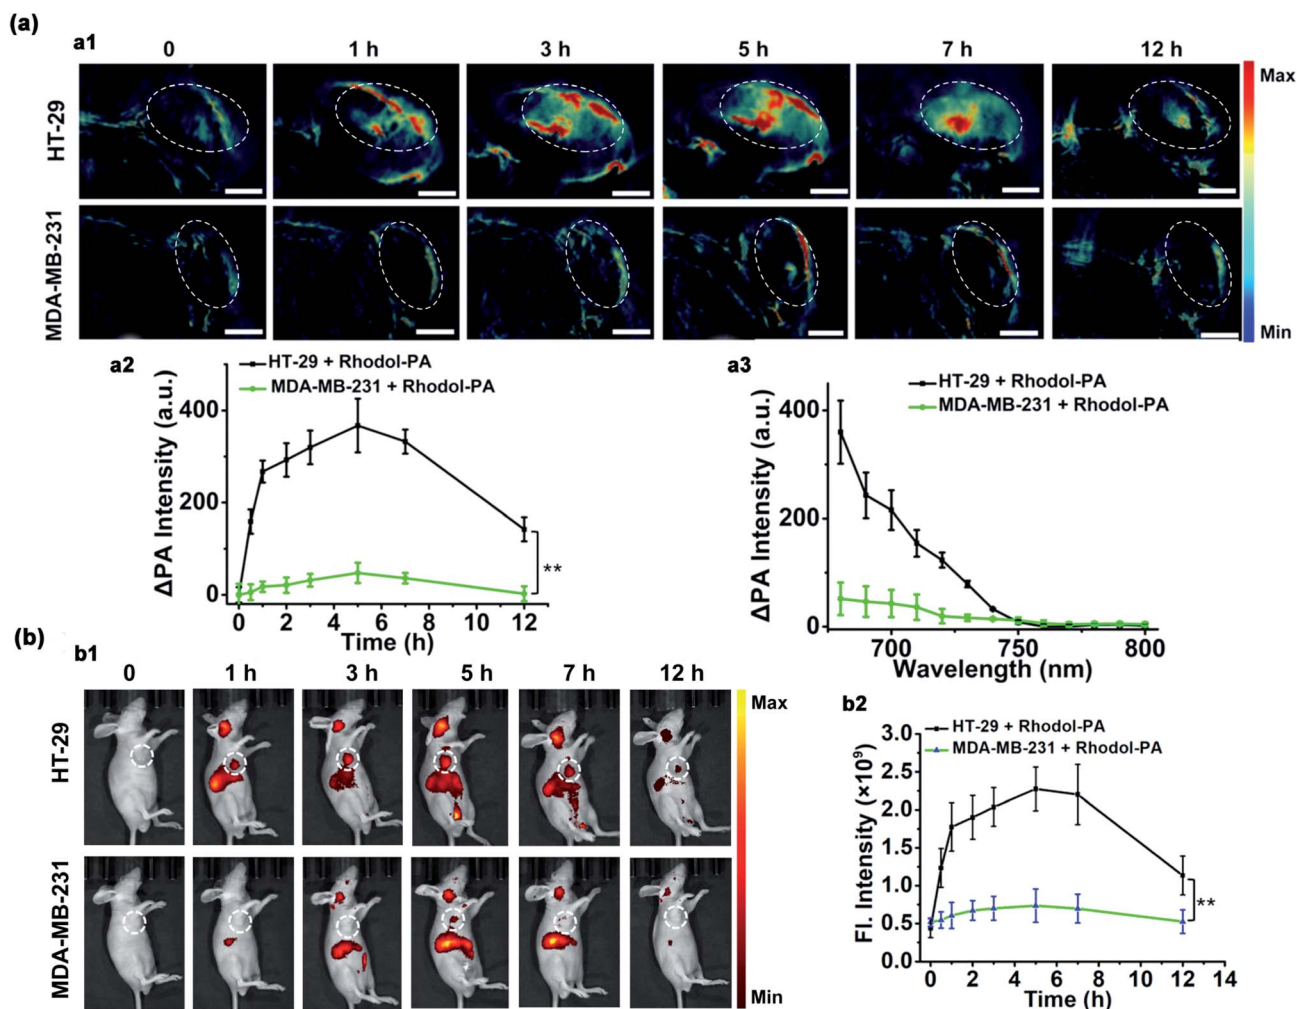 (a)
a1
0 1 h 3 h 5 h 7 h 12 h
HT-29
MDA-MB-231
Max
Min
a2
HT-29 + Rhodol-PA
MDA-MB-231 + Rhodol-PA
ΔPA Intensity (a.u.)
400
200
0
**
0 2 4 6 8 10 12
Time (h)
a3
HT-29 + Rhodol-PA
MDA-MB-231 + Rhodol-PA
ΔPA Intensity (a.u.)
400
200
0
700 750 800
Wavelength (nm)
(b)
b1
0 1 h 3 h 5 h 7 h 12 h
HT-29
MDA-MB-231
Max
Min
b2
HT-29 + Rhodol-PA
MDA-MB-231 + Rhodol-PA
Fl. Intensity (×10⁹)
3.0
2.5
2.0
1.5
1.0
0.5
0.0
**
0 2 4 6 8 10 12 14
Time (h)